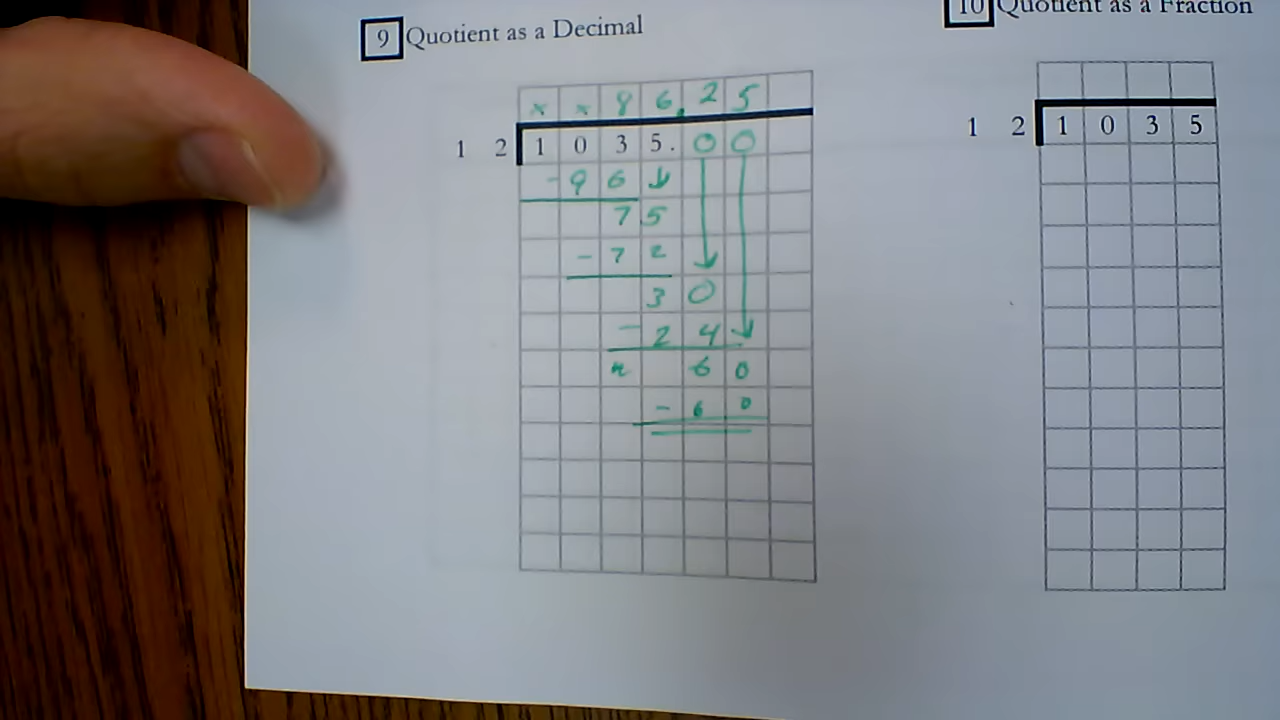 9 Quotient as a Decimal
x x 8 6 . 2 5
1 2 1 0 3 5 . 0 0
- 9 6
7 5
- 7 2
3 0
- 2 4
6 0
- 6 0
10 Quotient as a Fraction
1 2 1 0 3 5